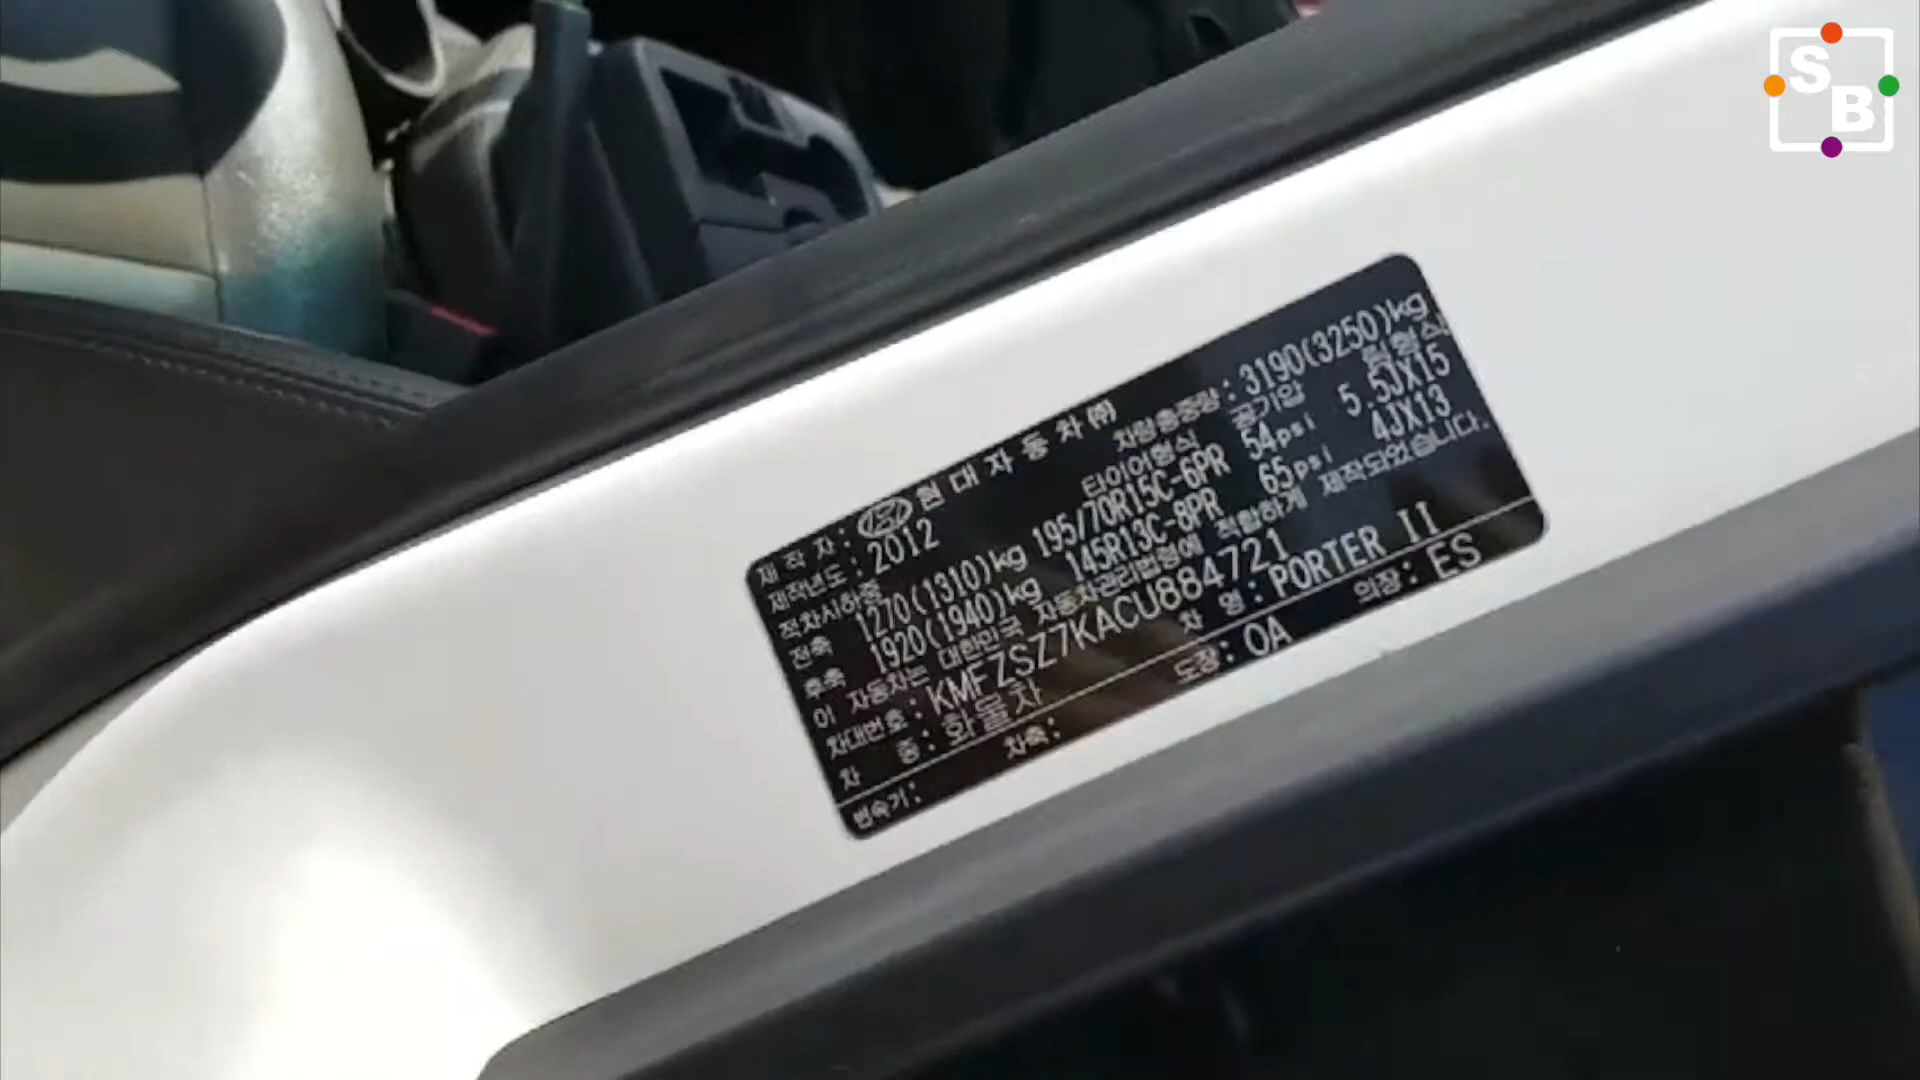 제 작 자 : 현 대 자 동 차 ㈜
제작년도 : 2012 차량총중량 : 3190(3250)kg
적차시하중 타이어형식 공기압 림형식
전축 1270(1310)kg 195/70R15C-6PR 54psi 5.5JX15
후축 1920(1940)kg 145R13C-8PR 65psi 4JX13
이 자동차는 대한민국 자동차관리법령에 적합하게 제작되었습니다.
차대번호 : KMFZSZ7KACU884721
차 종 : 화물차 차 명 : PORTER II
변속기 : 차축 : 도장 : OA 의장 : ES
S
B